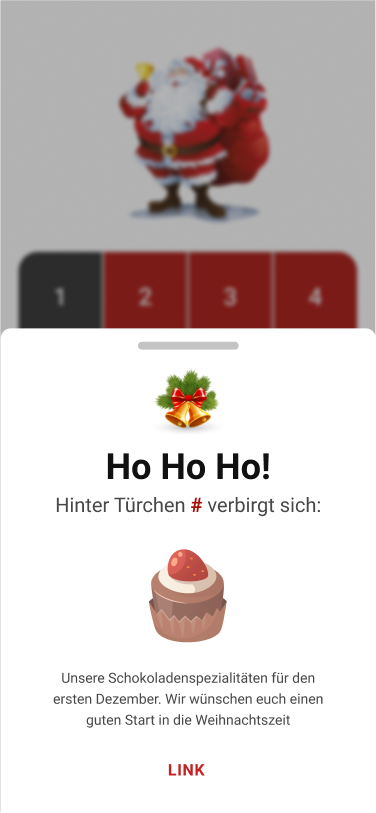 1 2 3 4
Ho Ho Ho!
Hinter Türchen # verbirgt sich:
Unsere Schokoladenspezialitäten für den
ersten Dezember. Wir wünschen euch einen
guten Start in die Weihnachtszeit
LINK